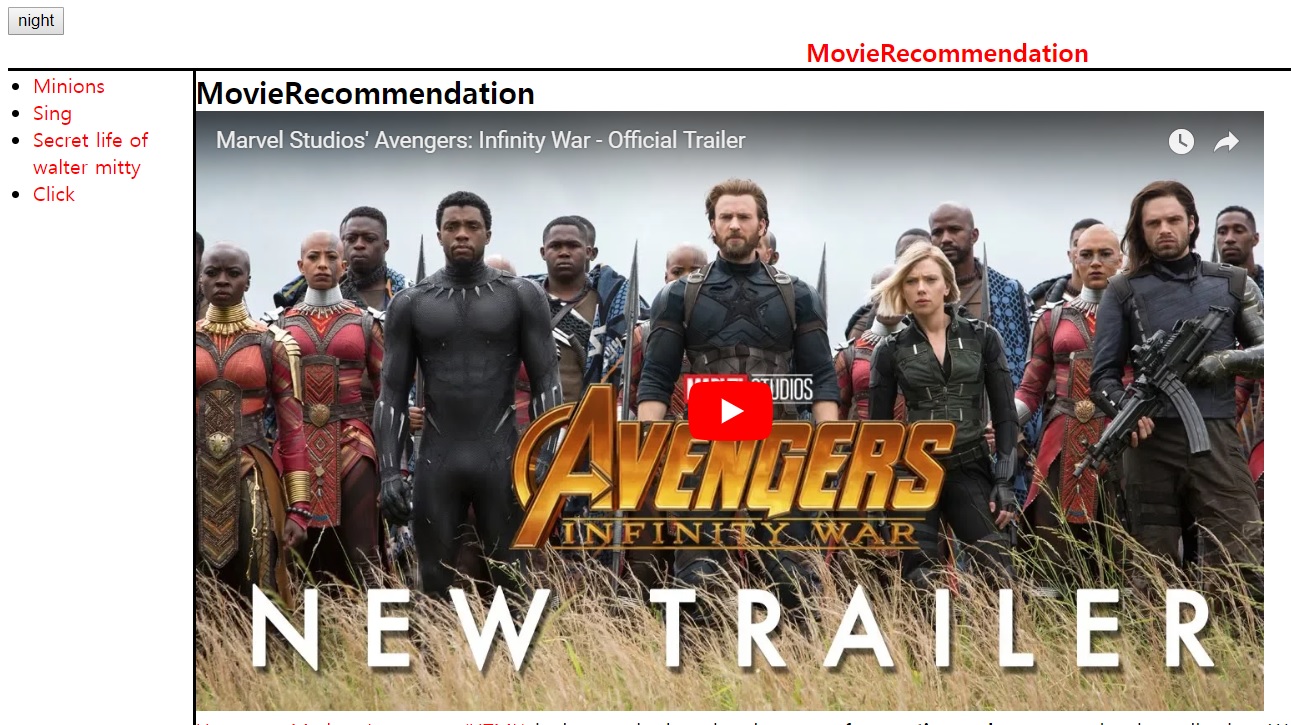 night
MovieRecommendation
Minions
Sing
Secret life of
walter mitty
Click
MovieRecommendation
Marvel Studios' Avengers: Infinity War - Official Trailer
MARVEL STUDIOS
AVENGERS
INFINITY WAR
NEW TRAILER